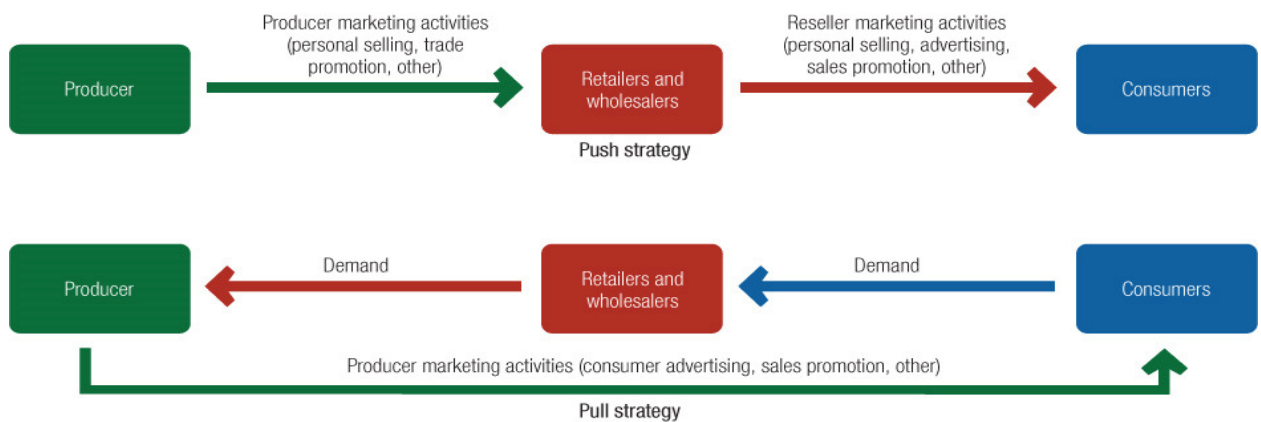 Producer marketing activities
(personal selling, trade
promotion, other)
Reseller marketing activities
(personal selling, advertising,
sales promotion, other)
Producer
Retailers and
wholesalers
Consumers
Push strategy
Producer
Demand
Retailers and
wholesalers
Demand
Consumers
Producer marketing activities (consumer advertising, sales promotion, other)
Pull strategy